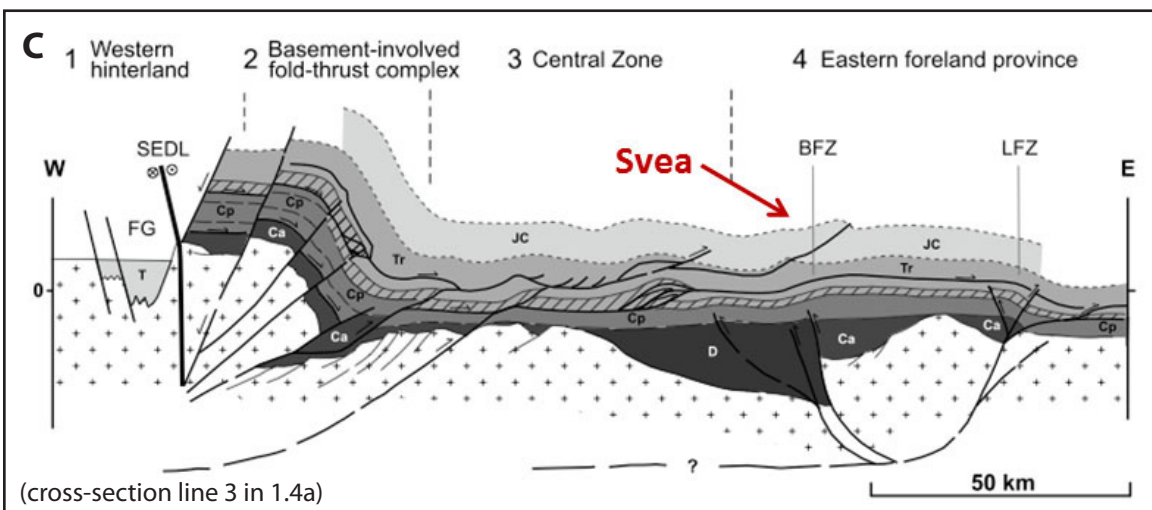 C
1 Western hinterland
2 Basement-involved fold-thrust complex
3 Central Zone
4 Eastern foreland province
SEDL
Svea
BFZ
LFZ
W
E
FG
T
0
Cp
Cp
Ca
JC
JC
Tr
Tr
Cp
Cp
Ca
D
Ca
Ca
Cp
?
(cross-section line 3 in 1.4a)
50 km